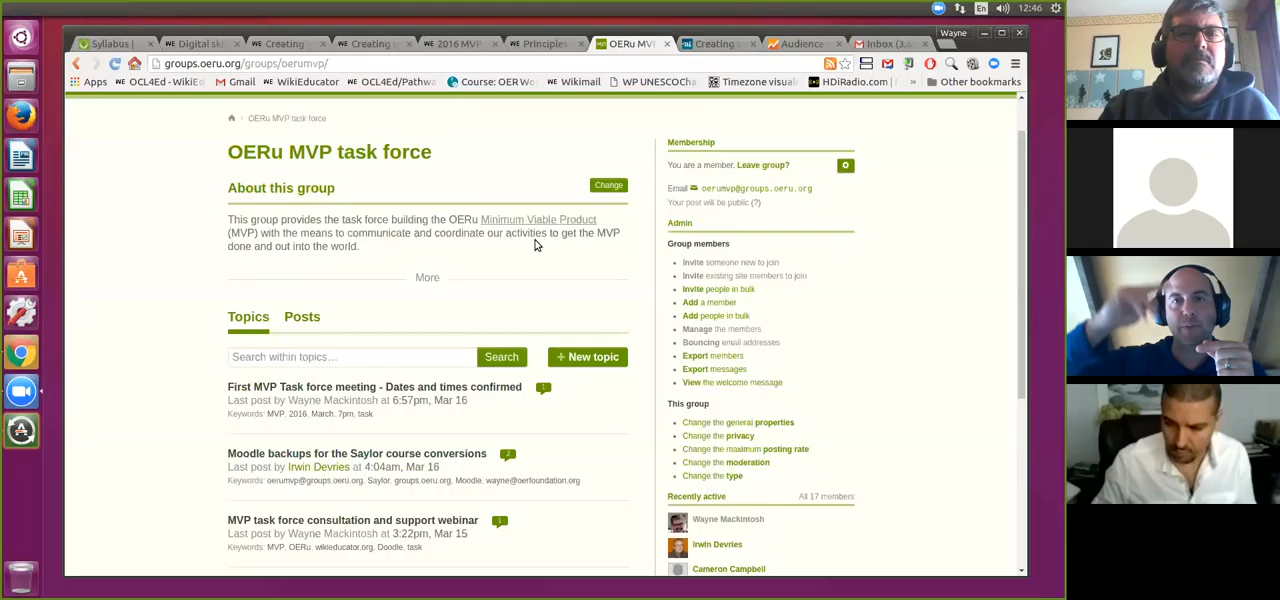 En 12:46
Wayne
Syllabus
Digital sk
Creating
Creating s
2016 MVP
Principles
OERu MV
Creating
Audience
Inbox (3,
groups.oeru.org/groups/oerumvp/
Apps
OCL4Ed - WikiEd
Gmail
WikiEducator
OCL4Ed/Pathwa
Course: OER Wor
Wikimail
WP UNESCOCha
Timezone visuali
HDiRadio.com
»
Other bookmarks
OERu MVP task force
OERu MVP task force
About this group
Change
This group provides the task force building the OERu Minimum Viable Product
(MVP) with the means to communicate and coordinate our activities to get the MVP
done and out into the world.
More
Topics Posts
Search within topics…
Search
+ New topic
First MVP Task force meeting - Dates and times confirmed 1
Last post by Wayne Mackintosh at 6:57pm, Mar 16
Keywords: MVP, 2016, March, 7pm, task
Moodle backups for the Saylor course conversions 2
Last post by Irwin Devries at 4:04am, Mar 16
Keywords: oerumvp@groups.oeru.org, Saylor, groups.oeru.org, Moodle, wayne@oerfoundation.org
MVP task force consultation and support webinar 1
Last post by Wayne Mackintosh at 3:22pm, Mar 15
Keywords: MVP, OERu, wikieducator.org, Doodle, task
Membership
You are a member. Leave group?
Email oerumvp@groups.oeru.org
Your post will be public (?)
Admin
Group members
Invite someone new to join
Invite existing site members to join
Invite people in bulk
Add a member
Add people in bulk
Manage the members
Bouncing email addresses
Export members
Export messages
View the welcome message
This group
Change the general properties
Change the privacy
Change the maximum posting rate
Change the moderation
Change the type
Recently active All 17 members
Wayne Mackintosh
Irwin Devries
Cameron Campbell